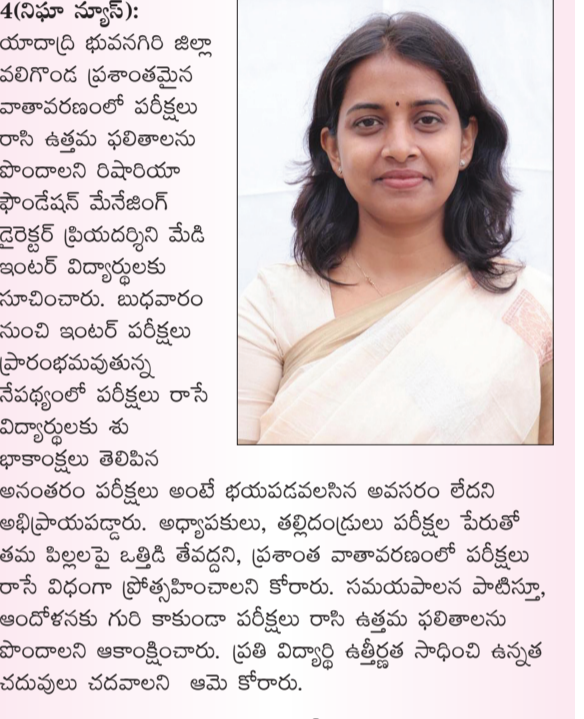 4(నిఘా న్యూస్):
యాదాద్రి భువనగిరి జిల్లా
వలిగొండ ప్రశాంతమైన
వాతావరణంలో పరీక్షలు
రాసి ఉత్తమ ఫలితాలను
పొందాలని రిషారియా
ఫౌండేషన్ మేనేజింగ్
డైరెక్టర్ ప్రియదర్శిని మేడి
ఇంటర్ విద్యార్థులకు
సూచించారు. బుధవారం
నుంచి ఇంటర్ పరీక్షలు
ప్రారంభమవుతున్న
నేపథ్యంలో పరీక్షలు రాసే
విద్యార్థులకు శు
భాకాంక్షలు తెలిపిన
అనంతరం పరీక్షలు అంటే భయపడవలసిన అవసరం లేదని
అభిప్రాయపడ్డారు. అధ్యాపకులు, తల్లిదండ్రులు పరీక్షల పేరుతో
తమ పిల్లలపై ఒత్తిడి తేవద్దని, ప్రశాంత వాతావరణంలో పరీక్షలు
రాసే విధంగా ప్రోత్సహించాలని కోరారు. సమయపాలన పాటిస్తూ,
ఆందోళనకు గురి కాకుండా పరీక్షలు రాసి ఉత్తమ ఫలితాలను
పొందాలని ఆకాంక్షించారు. ప్రతి విద్యార్థి ఉత్తీర్ణత సాధించి ఉన్నత
చదువులు చదవాలని ఆమె కోరారు.